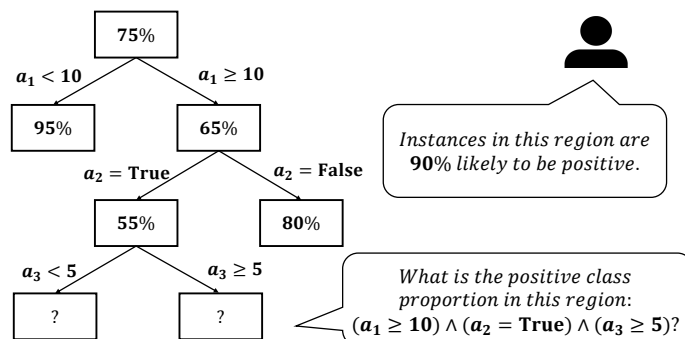 75%
a₁ < 10
a₁ ≥ 10
95%
65%
Instances in this region are
90% likely to be positive.
a₂ = True
a₂ = False
55%
80%
a₃ < 5
a₃ ≥ 5
?
?
What is the positive class
proportion in this region:
(a₁ ≥ 10) ∧ (a₂ = True) ∧ (a₃ ≥ 5)?